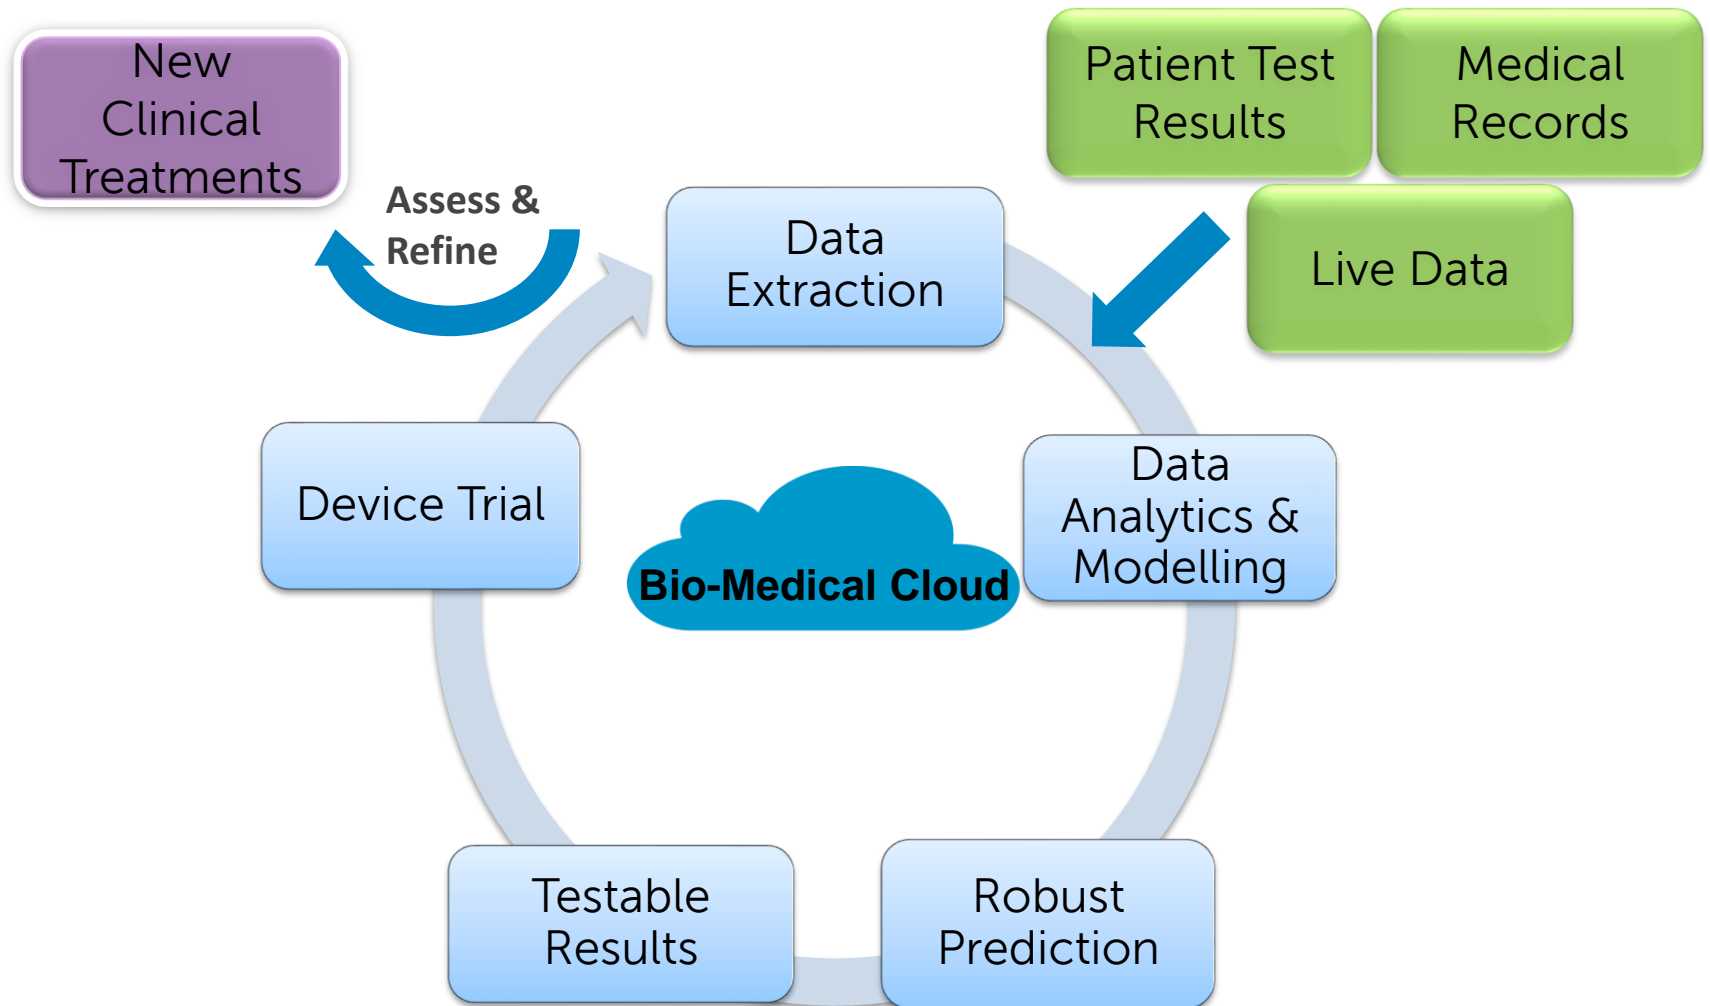 New
Clinical
Treatments
Assess &
Refine
Patient Test
Results
Medical
Records
Live Data
Data
Extraction
Device Trial
Bio-Medical Cloud
Data
Analytics &
Modelling
Testable
Results
Robust
Prediction